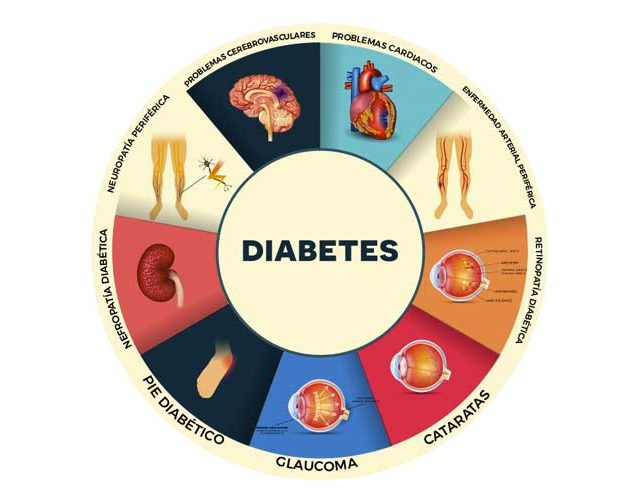 DIABETES
PROBLEMAS CARDIACOS
ENFERMEDAD ARTERIAL PERIFÉRICA
RETINOPATÍA DIABÉTICA
CATARATAS
GLAUCOMA
PIE DIABÉTICO
NEFROPATÍA DIABÉTICA
NEUROPATÍA PERIFÉRICA
PROBLEMAS CEREBROVASCULARES